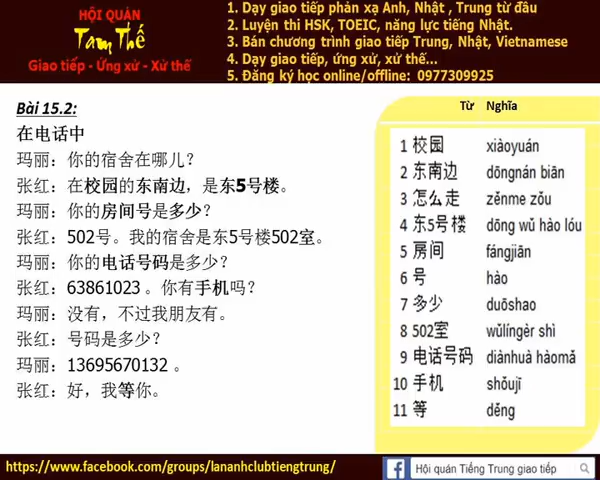 HỘI QUÁN
Tam Thế
Giao tiếp - Ứng xử - Xử thế
1. Dạy giao tiếp phản xạ Anh, Nhật , Trung từ đầu
2. Luyện thi HSK, TOEIC, năng lực tiếng Nhật.
3. Bán chương trình giao tiếp Trung, Nhật, Vietnamese
4. Dạy giao tiếp, ứng xử, xử thế...
5. Đăng ký học online/offline: 0977309925
Bài 15.2:
在电话中
玛丽：你的宿舍在哪儿？
张红：在校园的东南边，是东5号楼。
玛丽：你的房间号是多少？
张红：502号。我的宿舍是东5号楼502室。
玛丽：你的电话号码是多少？
张红：63861023 。你有手机吗？
玛丽：没有，不过我朋友有。
张红：号码是多少？
玛丽：13695670132 。
张红：好，我等你。
Từ Nghĩa
1 校园 xiàoyuán
2 东南边 dōngnán biān
3 怎么走 zěnme zǒu
4 东5号楼 dōng wǔ hào lóu
5 房间 fángjiān
6 号 hào
7 多少 duōshao
8 502室 wǔlíngèr shì
9 电话号码 diànhuà hàomǎ
10 手机 shǒujī
11 等 děng
https://www.facebook.com/groups/lananhclubtiengtrung/
f Hội quán Tiếng Trung giao tiếp